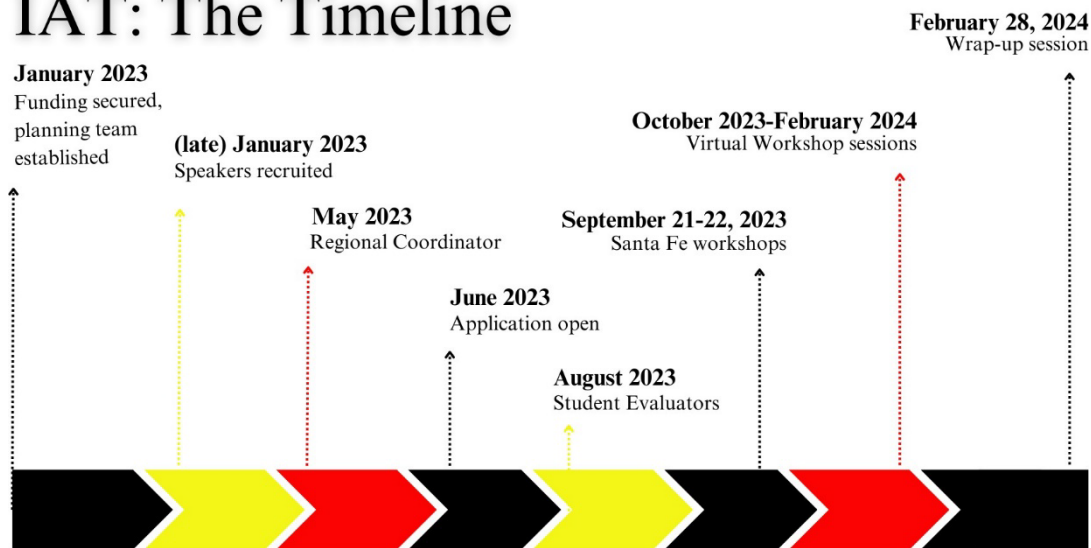 IAT: The Timeline
January 2023
Funding secured,
planning team
established
(late) January 2023
Speakers recruited
May 2023
Regional Coordinator
June 2023
Application open
August 2023
Student Evaluators
September 21-22, 2023
Santa Fe workshops
October 2023-February 2024
Virtual Workshop sessions
February 28, 2024
Wrap-up session